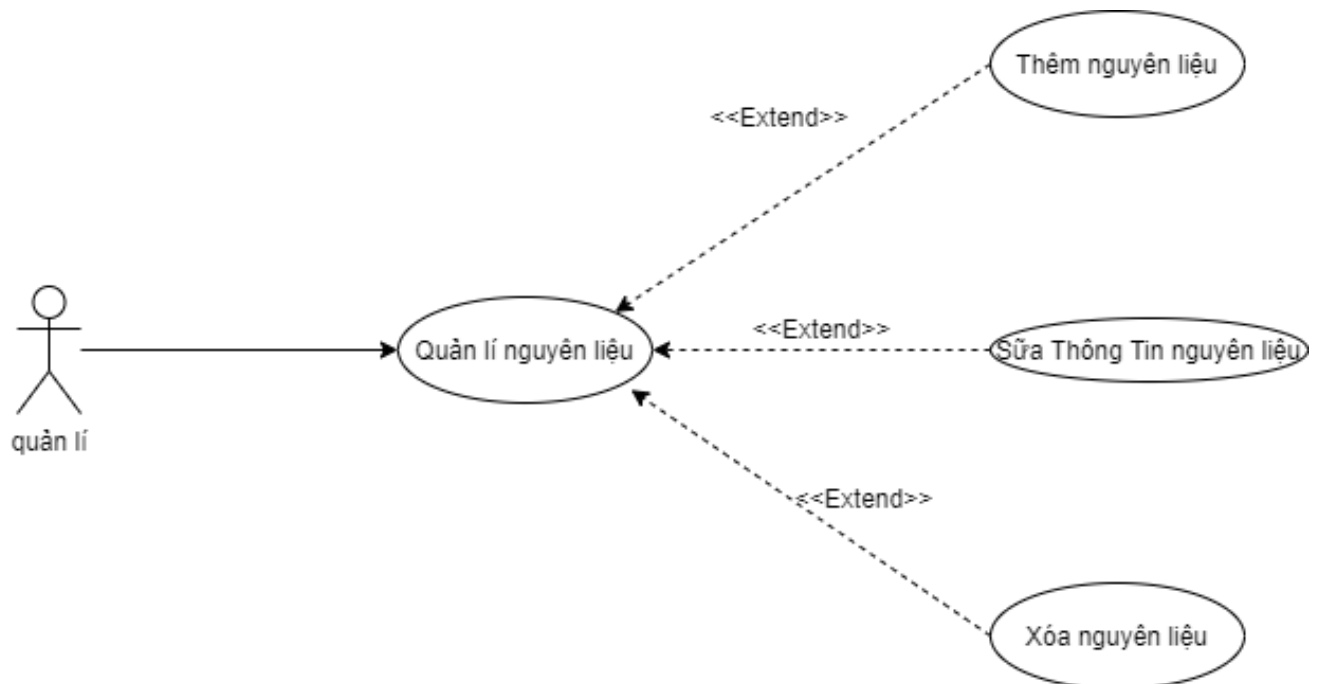 Thêm nguyên liệu
<<Extend>>
<<Extend>>
Quản lí nguyên liệu
Sữa Thông Tin nguyên liệu
quản lí
<<Extend>>
Xóa nguyên liệu